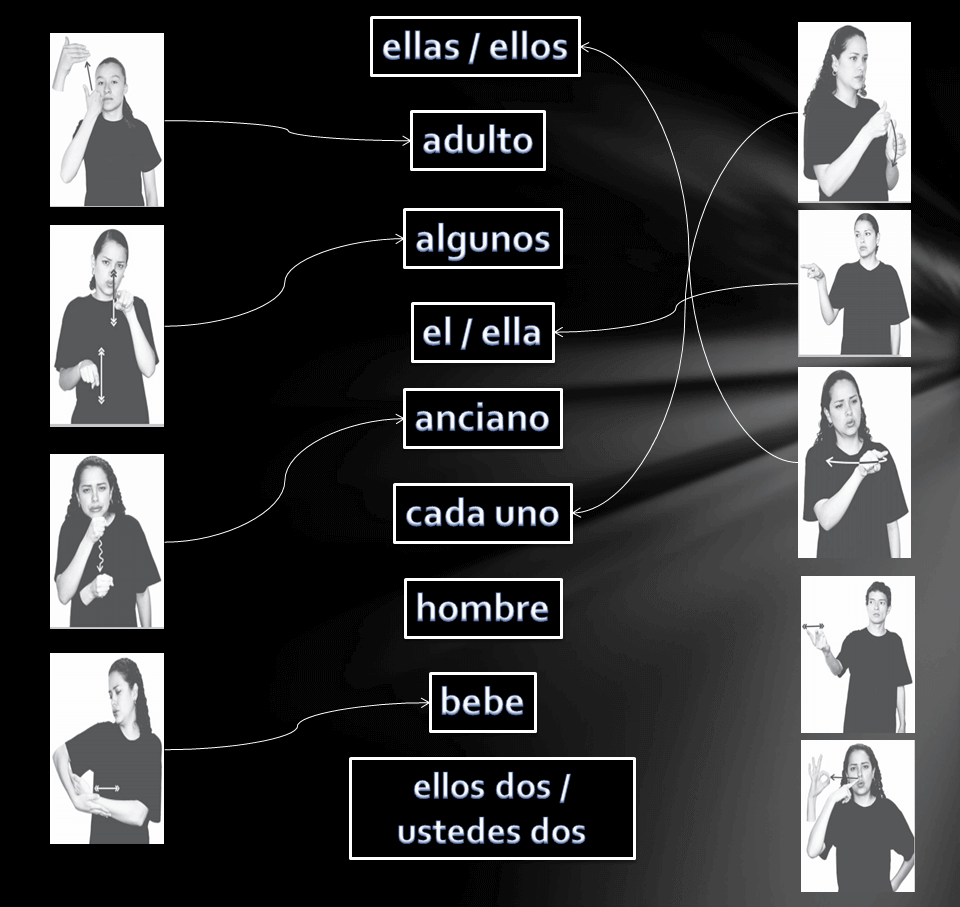 ellas / ellos
adulto
algunos
el / ella
anciano
cada uno
hombre
bebe
ellos dos /
ustedes dos